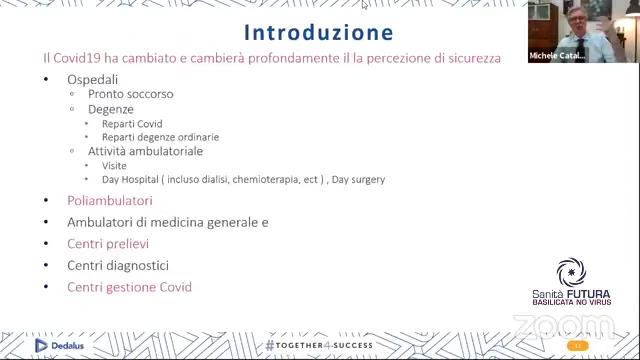 Introduzione
Michele Catal...
Il Covid19 ha cambiato e cambierà profondamente il la percezione di sicurezza
• Ospedali
○ Pronto soccorso
○ Degenze
• Reparti Covid
• Reparti degenze ordinarie
○ Attività ambulatoriale
• Visite
• Day Hospital ( incluso dialisi, chemioterapia, ect ) , Day surgery
• Poliambulatori
• Ambulatori di medicina generale e
• Centri prelievi
• Centri diagnostici
• Centri gestione Covid
Sanità FUTURA
BASILICATA NO VIRUS
zoom
Dedalus
#TOGETHER4SUCCESS